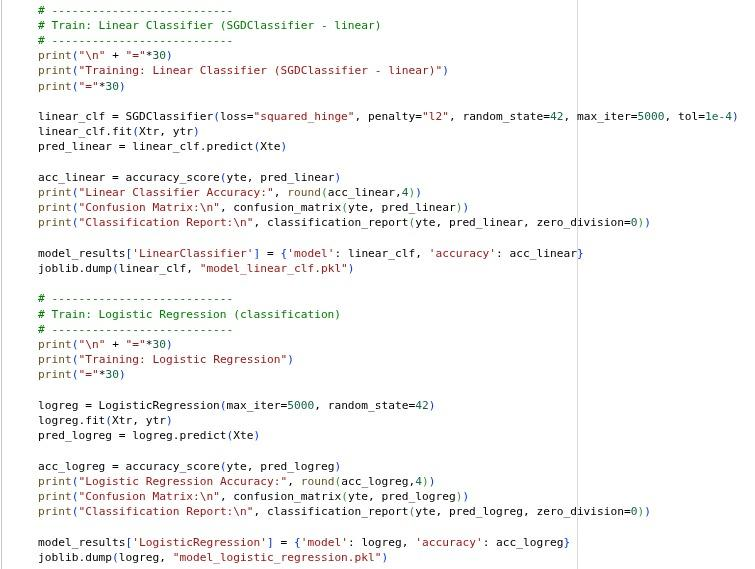 # ---------------------------
# Train: Linear Classifier (SGDClassifier - linear)
# ---------------------------
print("\n" + "="*30)
print("Training: Linear Classifier (SGDClassifier - linear)")
print("="*30)

linear_clf = SGDClassifier(loss="squared_hinge", penalty="l2", random_state=42, max_iter=5000, tol=1e-4)
linear_clf.fit(Xtr, ytr)
pred_linear = linear_clf.predict(Xte)

acc_linear = accuracy_score(yte, pred_linear)
print("Linear Classifier Accuracy:", round(acc_linear,4))
print("Confusion Matrix:\n", confusion_matrix(yte, pred_linear))
print("Classification Report:\n", classification_report(yte, pred_linear, zero_division=0))

model_results['LinearClassifier'] = {'model': linear_clf, 'accuracy': acc_linear}
joblib.dump(linear_clf, "model_linear_clf.pkl")

# ---------------------------
# Train: Logistic Regression (classification)
# ---------------------------
print("\n" + "="*30)
print("Training: Logistic Regression")
print("="*30)

logreg = LogisticRegression(max_iter=5000, random_state=42)
logreg.fit(Xtr, ytr)
pred_logreg = logreg.predict(Xte)

acc_logreg = accuracy_score(yte, pred_logreg)
print("Logistic Regression Accuracy:", round(acc_logreg,4))
print("Confusion Matrix:\n", confusion_matrix(yte, pred_logreg))
print("Classification Report:\n", classification_report(yte, pred_logreg, zero_division=0))

model_results['LogisticRegression'] = {'model': logreg, 'accuracy': acc_logreg}
joblib.dump(logreg, "model_logistic_regression.pkl")